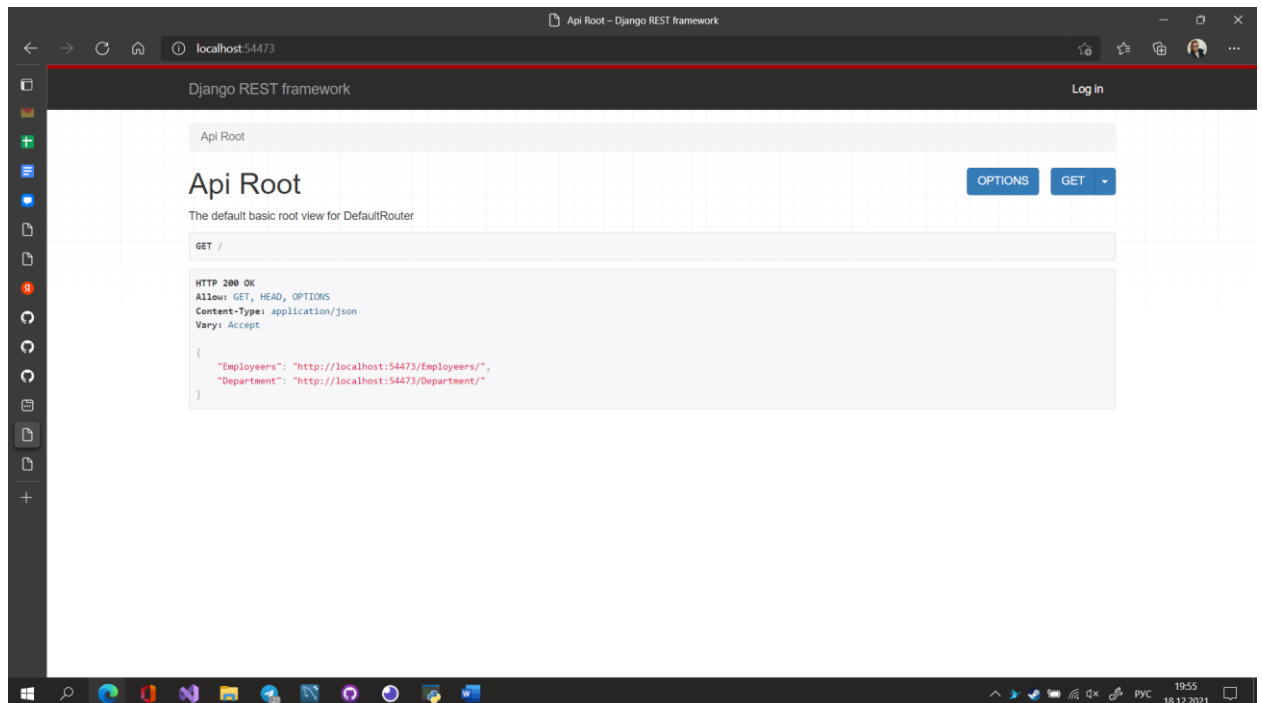 Api Root – Django REST framework
localhost:54473
Django REST framework
Log in
Api Root
Api Root
OPTIONS
GET
The default basic root view for DefaultRouter
GET /
HTTP 200 OK
Allow: GET, HEAD, OPTIONS
Content-Type: application/json
Vary: Accept
{
"Employeers": "http://localhost:54473/Employeers/",
"Department": "http://localhost:54473/Department/"
}
РУС
19:55
18.12.2021